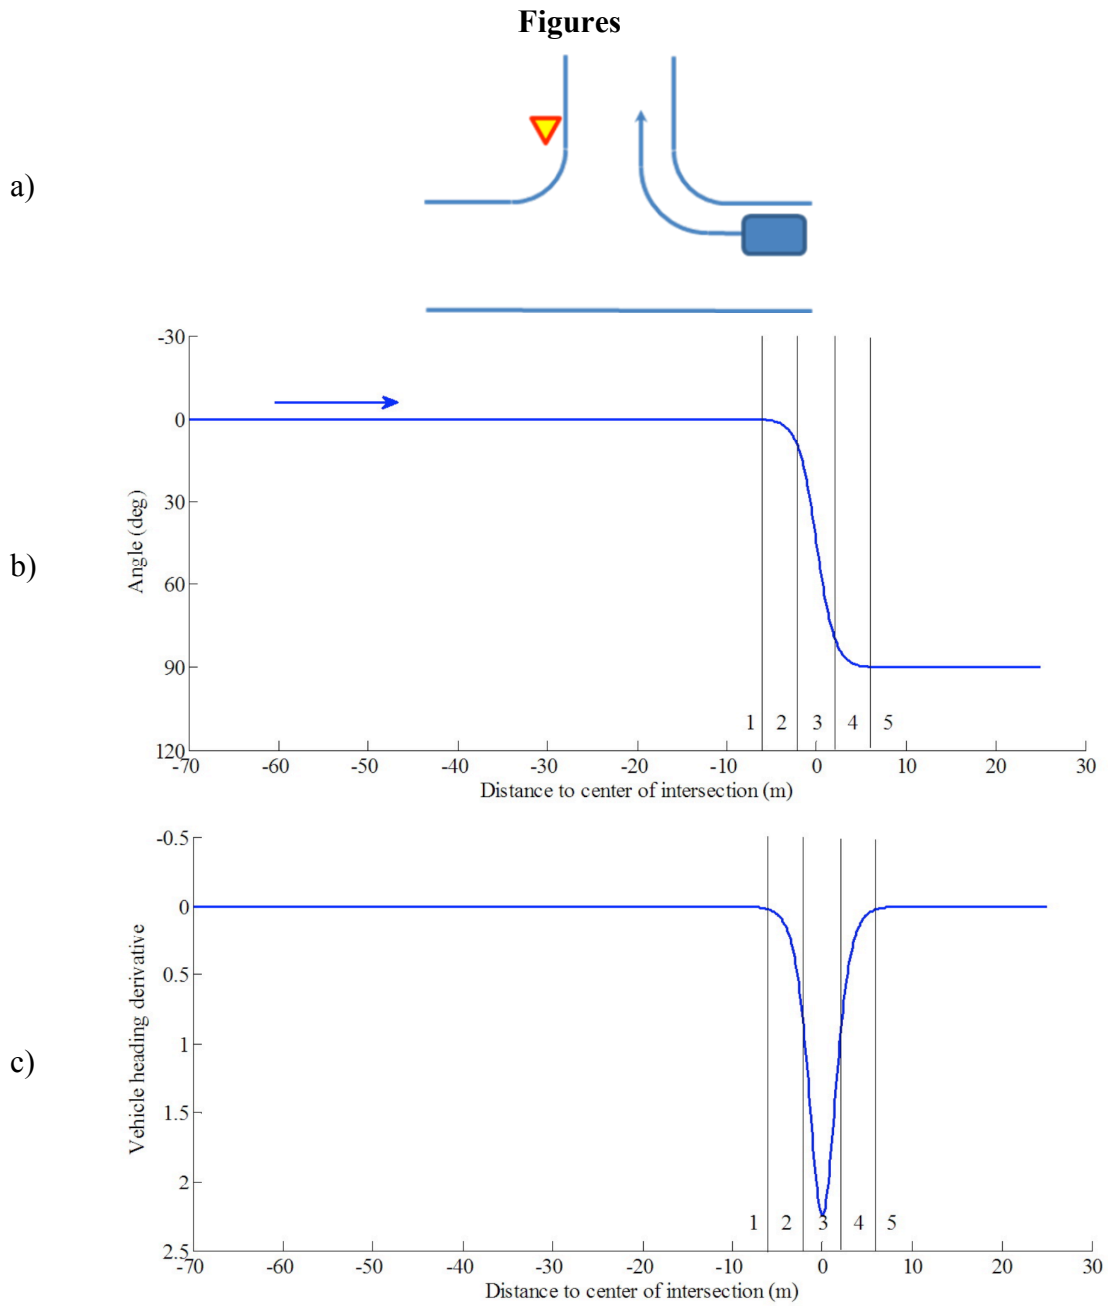 Figures
a)
b)
-30
0
30
60
90
120
Angle (deg)
1 2 3 4 5
-70 -60 -50 -40 -30 -20 -10 0 10 20 30
Distance to center of intersection (m)
c)
-0.5
0
0.5
1
1.5
2
2.5
Vehicle heading derivative
1 2 3 4 5
-70 -60 -50 -40 -30 -20 -10 0 10 20 30
Distance to center of intersection (m)